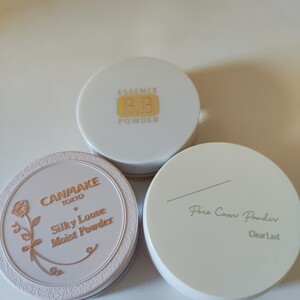 ESSENCE
BB
POWDER
CANMAKE
TOKYO
Silky Loose
Moist Powder
Pore Cover Powder
Clear Last